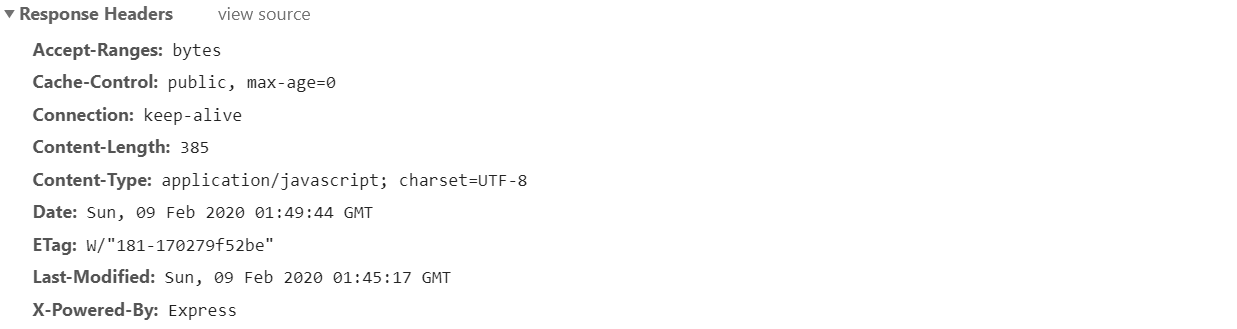 Response Headers view source
Accept-Ranges: bytes
Cache-Control: public, max-age=0
Connection: keep-alive
Content-Length: 385
Content-Type: application/javascript; charset=UTF-8
Date: Sun, 09 Feb 2020 01:49:44 GMT
ETag: W/"181-170279f52be"
Last-Modified: Sun, 09 Feb 2020 01:45:17 GMT
X-Powered-By: Express